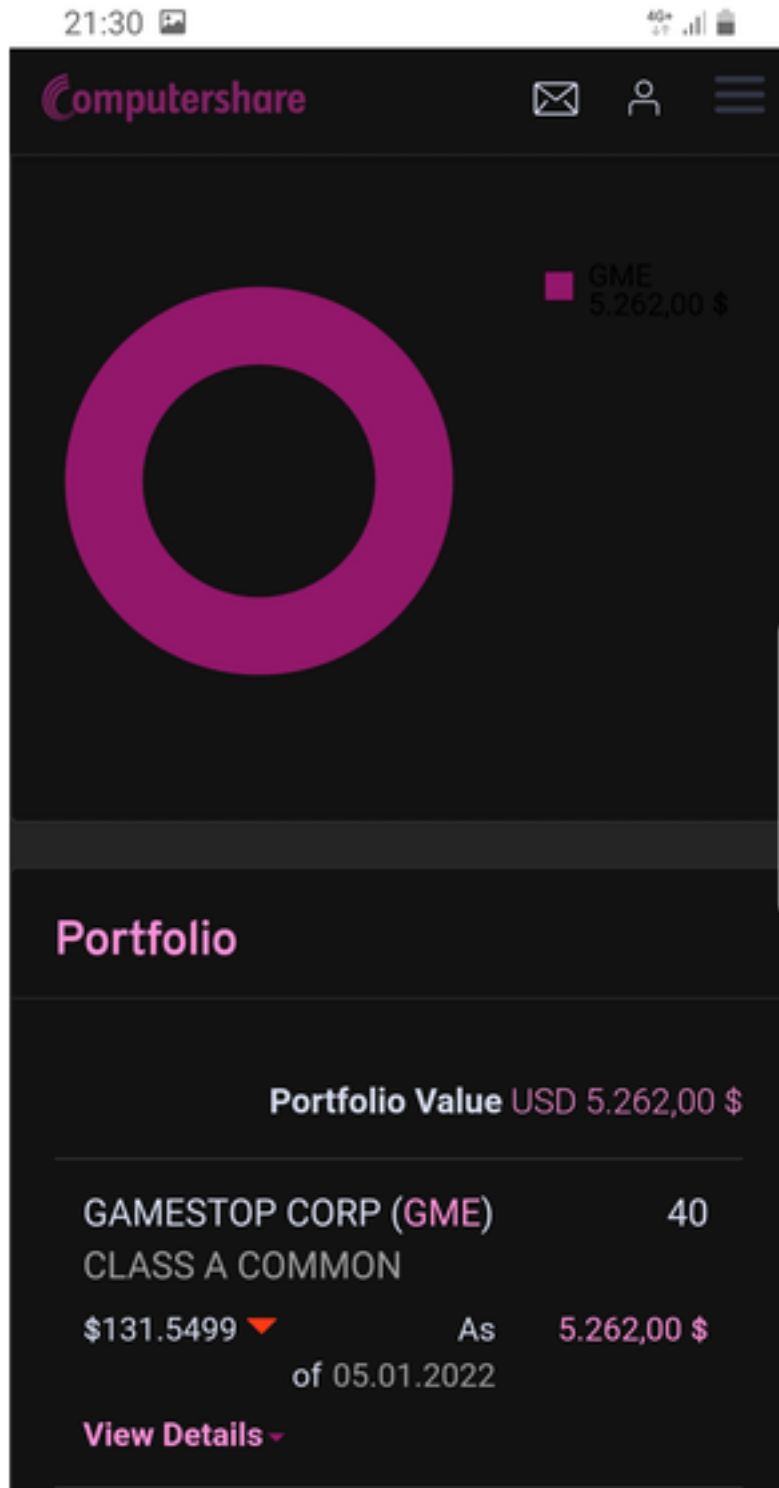 21:30
4G+
Computershare
GME
5.262,00 $
Portfolio
Portfolio Value USD 5.262,00 $
GAMESTOP CORP (GME) 40
CLASS A COMMON
$131.5499 As 5.262,00 $
of 05.01.2022
View Details